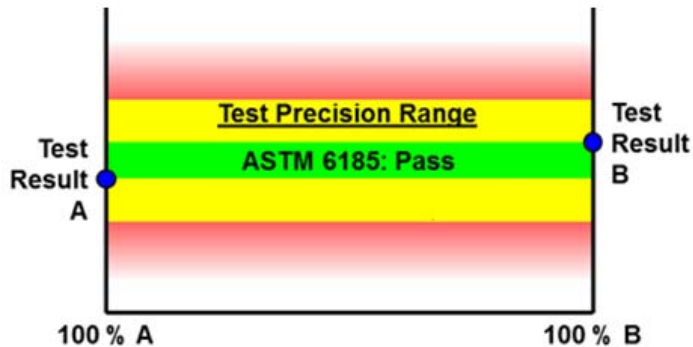 Test Precision Range
ASTM 6185: Pass
Test
Result
A
Test
Result
B
100 % A
100 % B